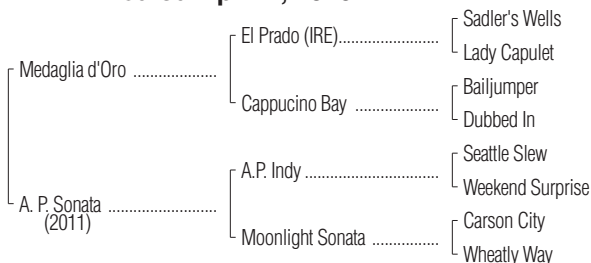 Sadler's Wells
El Prado (IRE)....................
Lady Capulet
Medaglia d'Oro ....................
Bailjumper
Cappucino Bay ....................
Dubbed In
Seattle Slew
A.P. Indy ................................
Weekend Surprise
A. P. Sonata ..........................
(2011)
Carson City
Moonlight Sonata ................
Wheatly Way